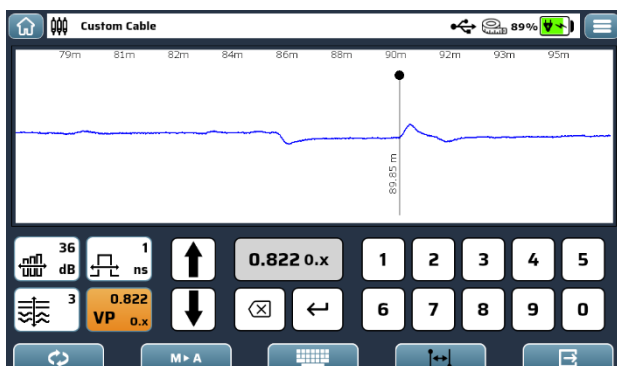 Custom Cable
89%
79m 81m 82m 84m 86m 88m 90m 92m 93m 95m
89.85 m
36 dB
1 ns
0.822 0.x
1 2 3 4 5
3
0.822 VP 0.x
6 7 8 9 0
M▸A